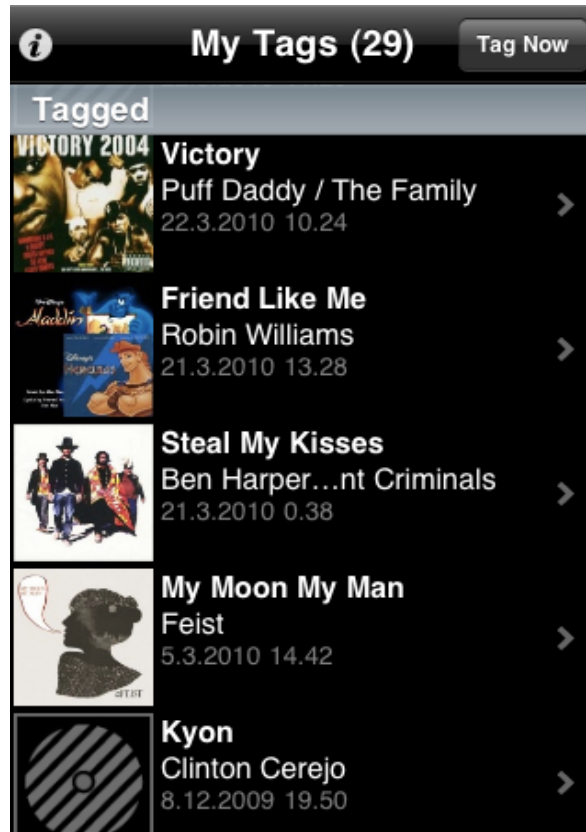 My Tags (29)
Tag Now
Tagged
VICTORY 2004
Victory
Puff Daddy / The Family
22.3.2010 10.24
Aladdin
Hercules
Friend Like Me
Robin Williams
21.3.2010 13.28
Steal My Kisses
Ben Harper...nt Criminals
21.3.2010 0.38
My Moon My Man
Feist
5.3.2010 14.42
Kyon
Clinton Cerejo
8.12.2009 19.50